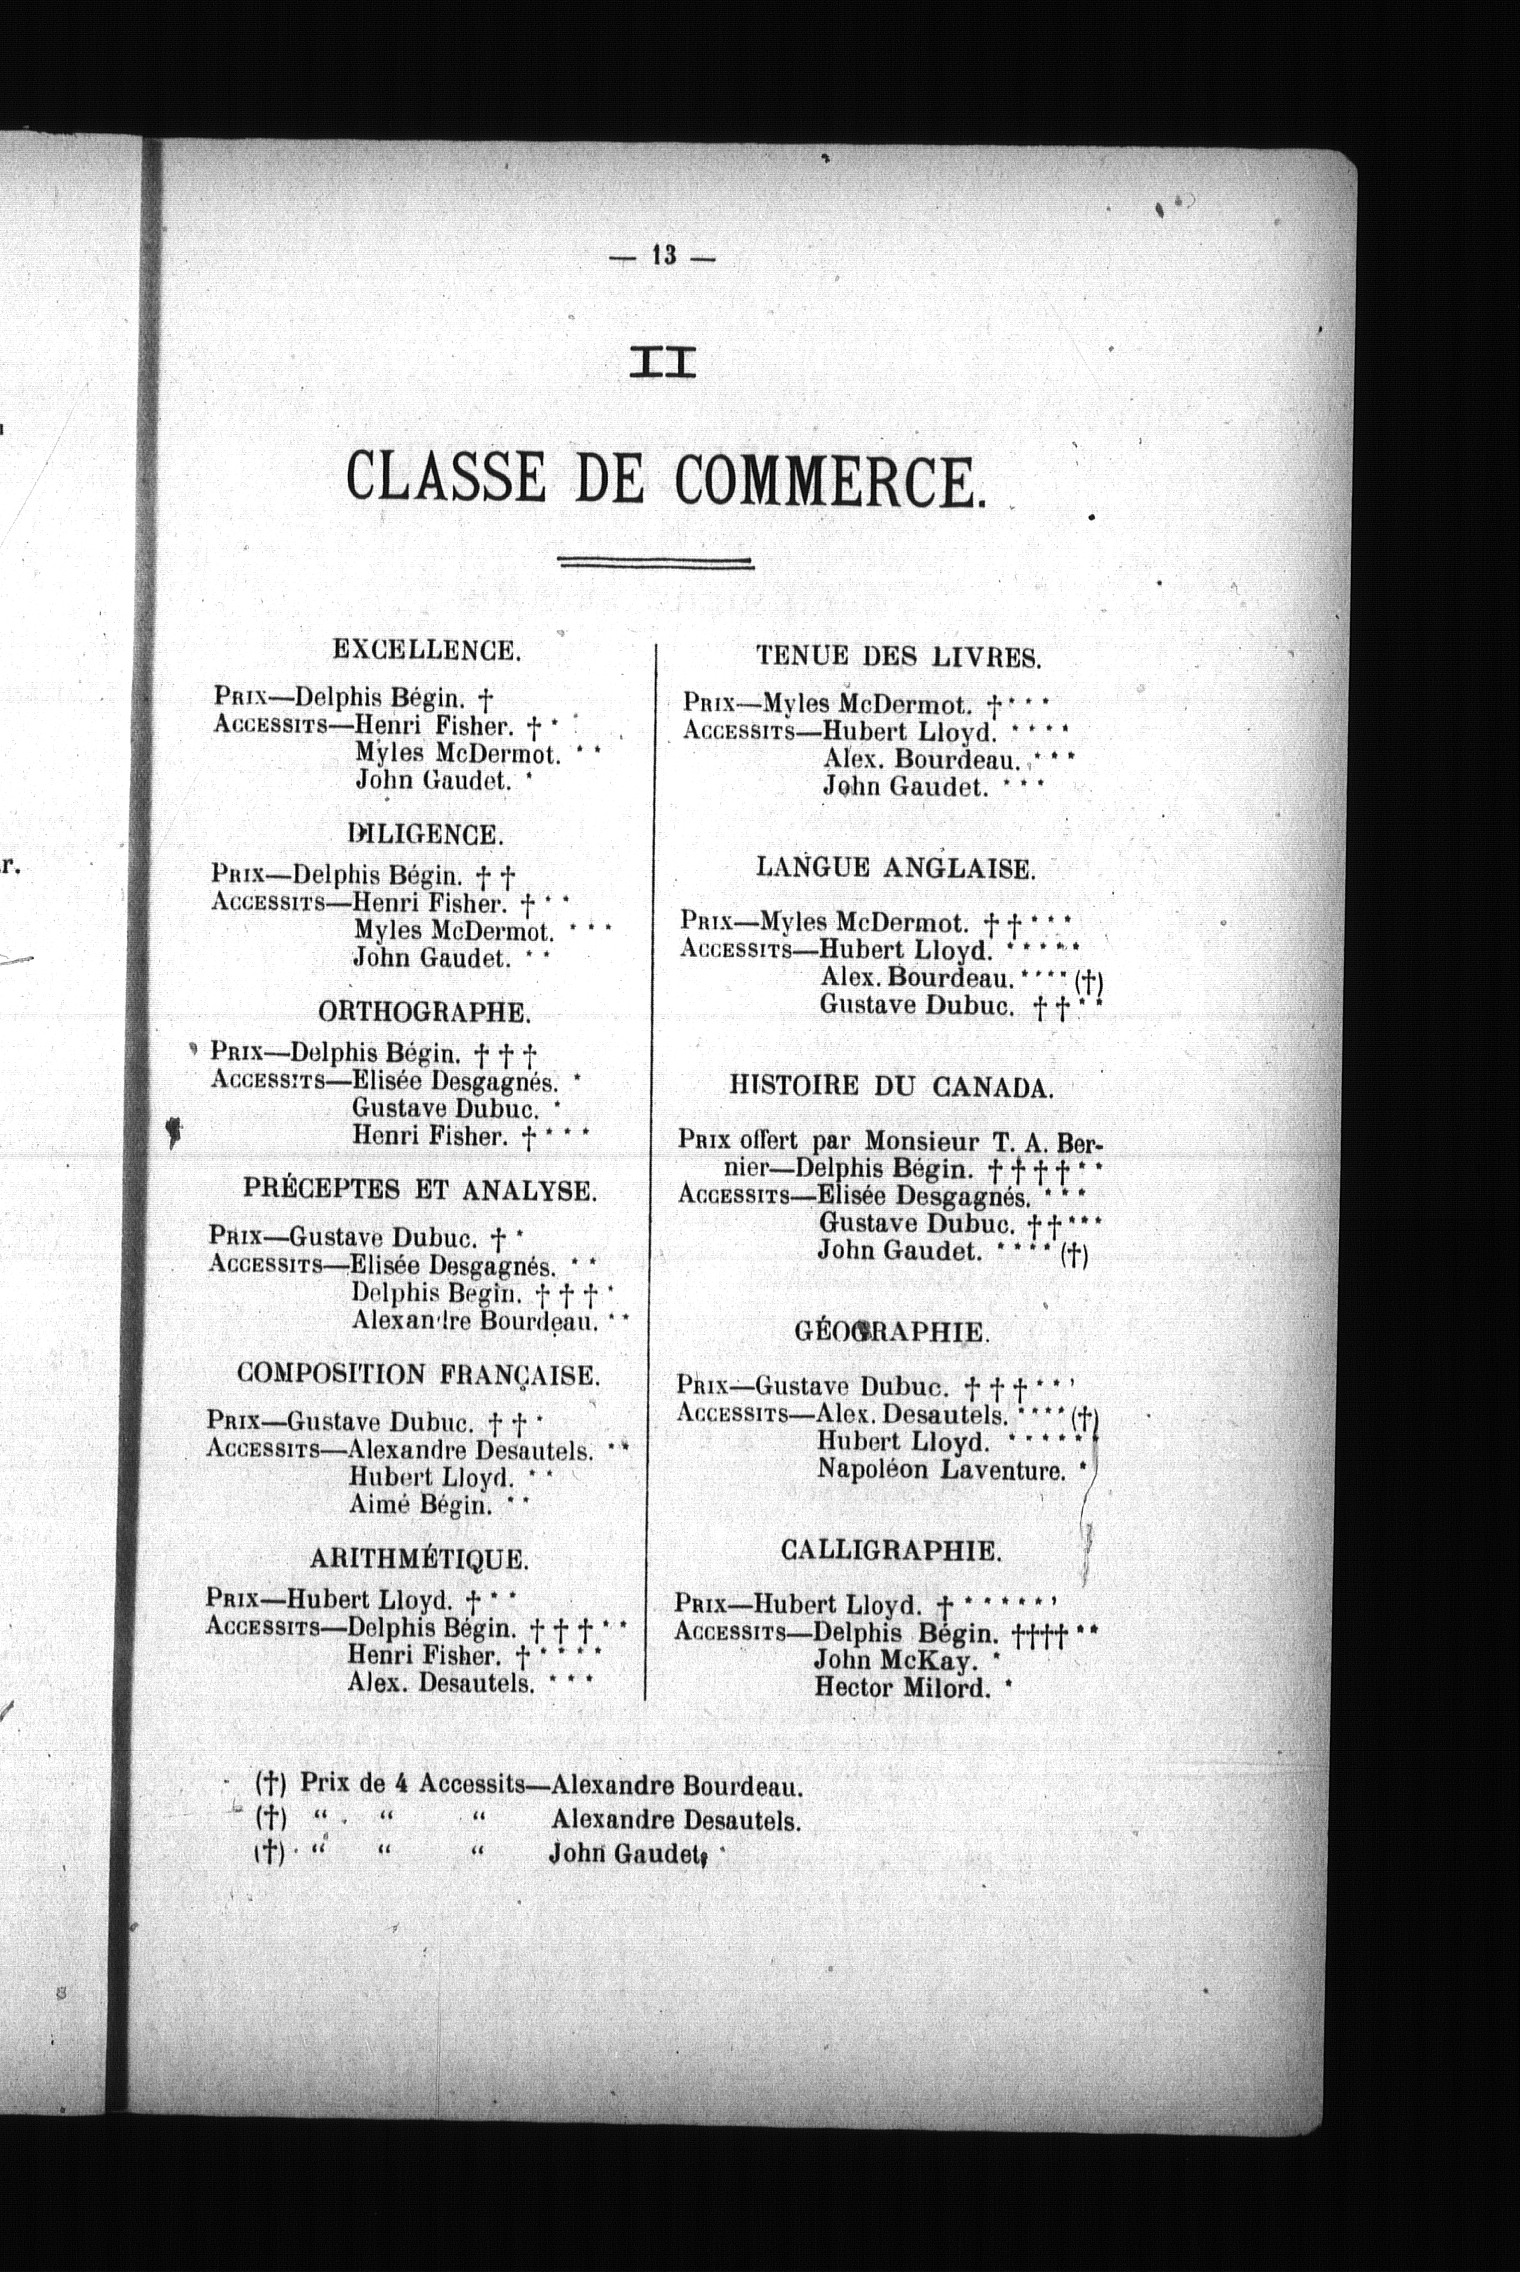 — 13 —
II
CLASSE DE COMMERCE.
EXCELLENCE.
PRIX—Delphis Bégin. †
ACCESSITS—Henri Fisher. † *
Myles McDermot. * *
John Gaudet. *
DILIGENCE.
PRIX—Delphis Bégin. † †
ACCESSITS—Henri Fisher. † * *
Myles McDermot. * * *
John Gaudet. * *
ORTHOGRAPHE.
PRIX—Delphis Bégin. † † †
ACCESSITS—Elisée Desgagnés. *
Gustave Dubuc. *
Henri Fisher. † * * *
PRÉCEPTES ET ANALYSE.
PRIX—Gustave Dubuc. † *
ACCESSITS—Elisée Desgagnés. * *
Delphis Begin. † † † *
Alexandre Bourdeau. * *
COMPOSITION FRANÇAISE.
PRIX—Gustave Dubuc. † † *
ACCESSITS—Alexandre Desautels. * *
Hubert Lloyd. * *
Aimé Bégin. * *
ARITHMÉTIQUE.
PRIX—Hubert Lloyd. † * *
ACCESSITS—Delphis Bégin. † † † * *
Henri Fisher. † * * * *
Alex. Desautels. * * *
TENUE DES LIVRES.
PRIX—Myles McDermot. † * * *
ACCESSITS—Hubert Lloyd. * * * *
Alex. Bourdeau. * * *
John Gaudet. * * *
LANGUE ANGLAISE.
PRIX—Myles McDermot. † † * * *
ACCESSITS—Hubert Lloyd. * * * * *
Alex. Bourdeau. * * * * (†)
Gustave Dubuc. † † * *
HISTOIRE DU CANADA.
PRIX offert par Monsieur T. A. Ber-
nier—Delphis Bégin. † † † † * *
ACCESSITS—Elisée Desgagnés. * * *
Gustave Dubuc. † † * * *
John Gaudet. * * * * (†)
GÉOGRAPHIE.
PRIX—Gustave Dubuc. † † † * * *
ACCESSITS—Alex. Desautels. * * * * (†)
Hubert Lloyd. * * * * * *
Napoléon Laventure. *
CALLIGRAPHIE.
PRIX—Hubert Lloyd. † * * * * * *
ACCESSITS—Delphis Bégin. †††† * *
John McKay. *
Hector Milord. *
(†) Prix de 4 Accessits—Alexandre Bourdeau.
(†) “ “ “ Alexandre Desautels.
(†) “ “ “ John Gaudet.